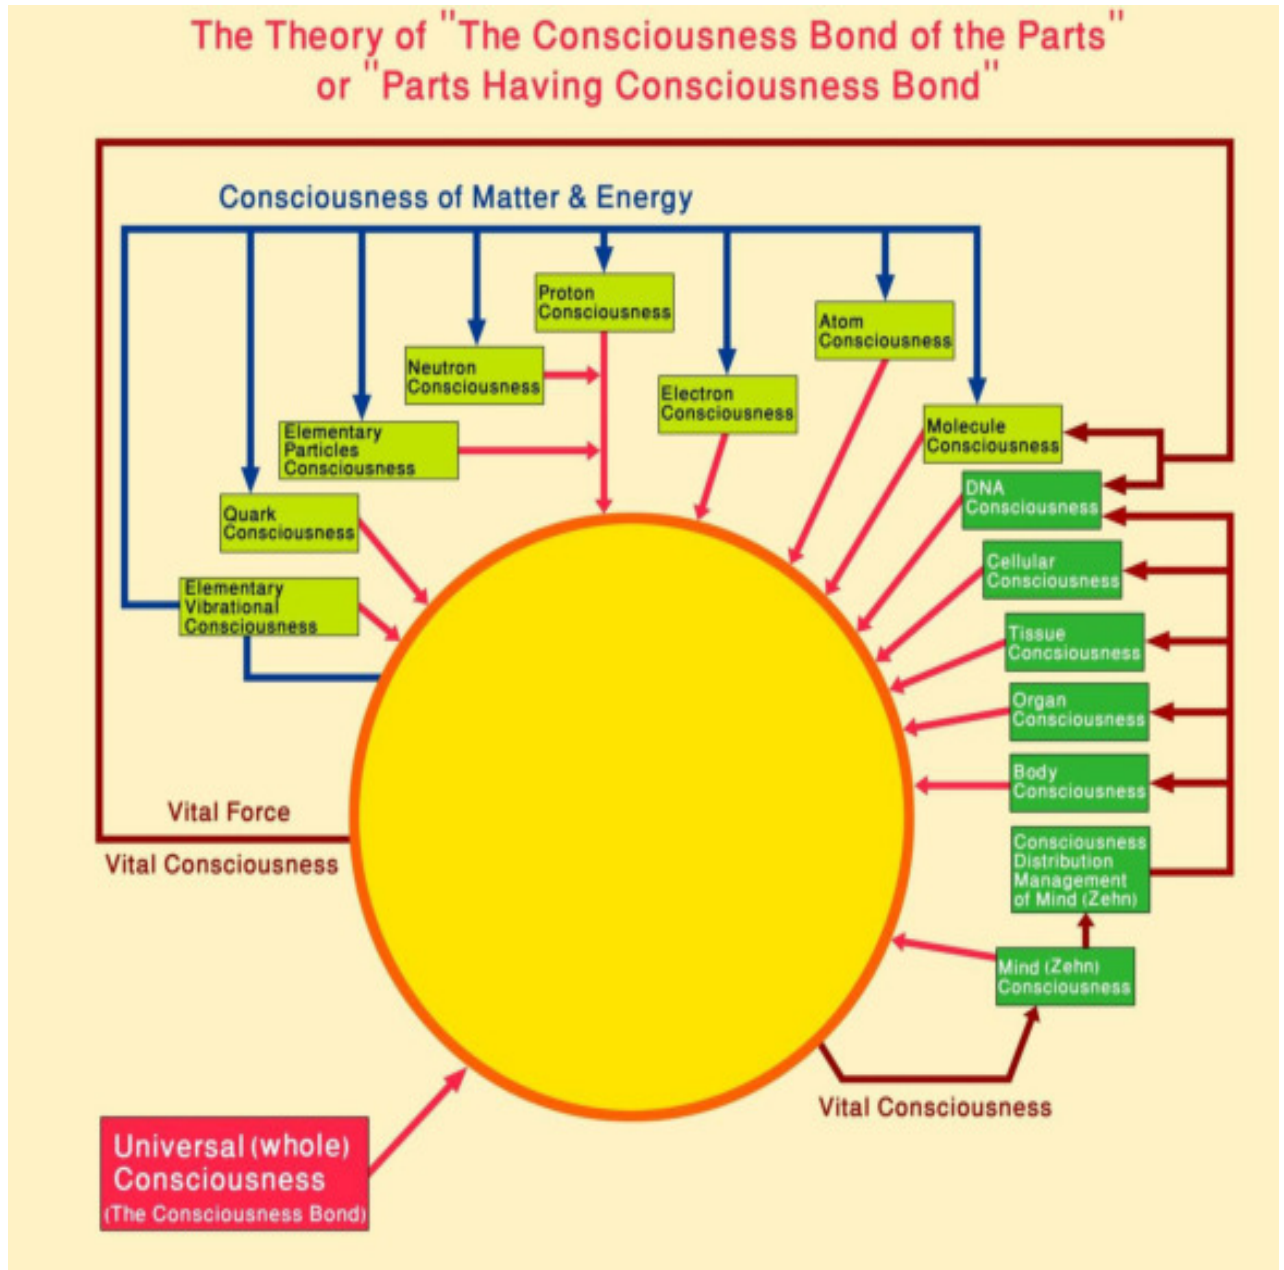 The Theory of "The Consciousness Bond of the Parts"
or "Parts Having Consciousness Bond"
Consciousness of Matter & Energy
Proton
Consciousness
Atom
Consciousness
Neutron
Consciousness
Electron
Consciousness
Molecule
Consciousness
Elementary
Particles
Consciousness
DNA
Consciousness
Quark
Consciousness
Cellular
Consciousness
Elementary
Vibrational
Consciousness
Tissue
Concsiousness
Organ
Consciousness
Body
Consciousness
Vital Force
Vital Consciousness
Consciousness
Distribution
Management
of Mind (Zehn)
Mind (Zehn)
Consciousness
Vital Consciousness
Universal (whole)
Consciousness
(The Consciousness Bond)